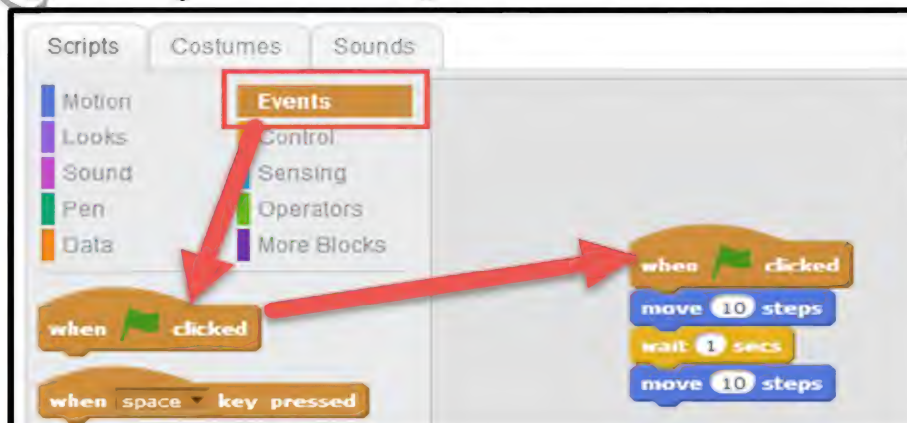 Scripts Costumes Sounds
Motion Events
Looks Control
Sound Sensing
Pen Operators
Data More Blocks
when clicked
when space key pressed
when clicked
move 10 steps
wait 1 secs
move 10 steps